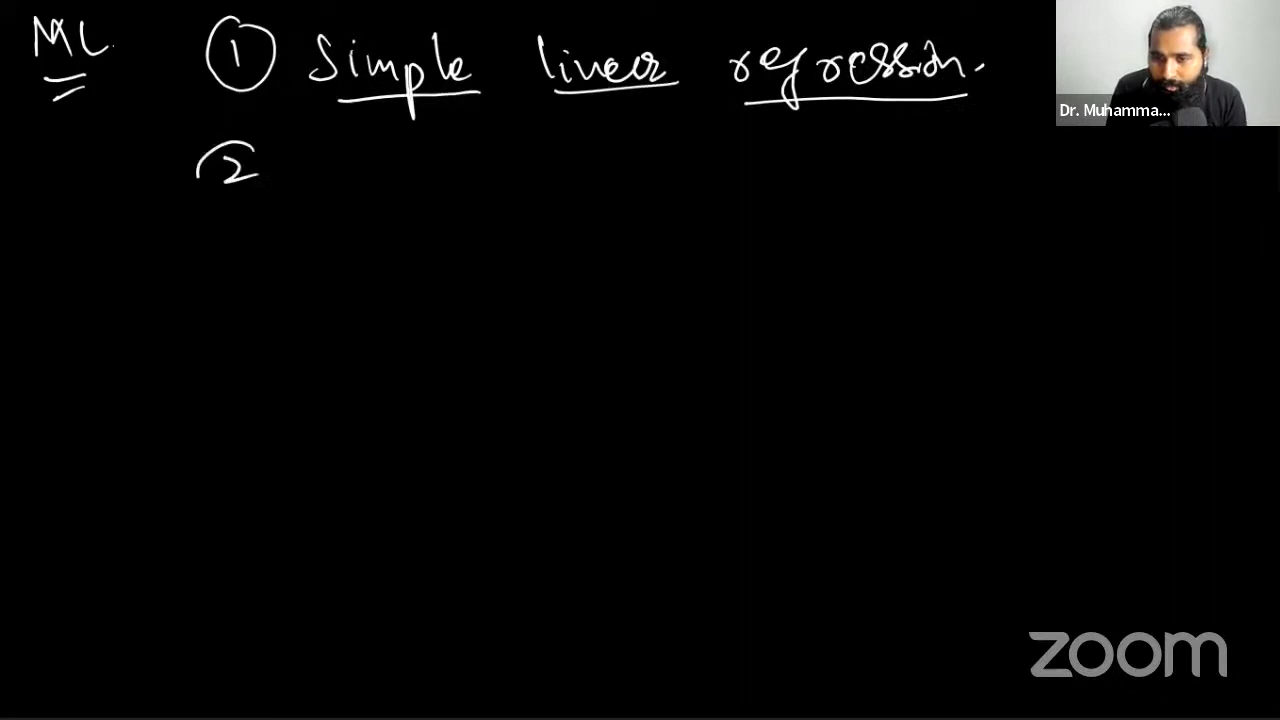 ML. ① Simple linear regression.
②
Dr. Muhamma...
zoom